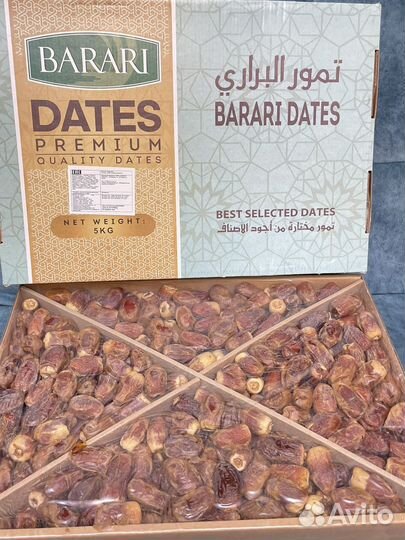 BARARI
DATES
PREMIUM
QUALITY DATES
EAC
NET WEIGHT:
5KG
تمور البراري
BARARI DATES
BEST SELECTED DATES
تمور مختارة من أجود الأصناف
Avito